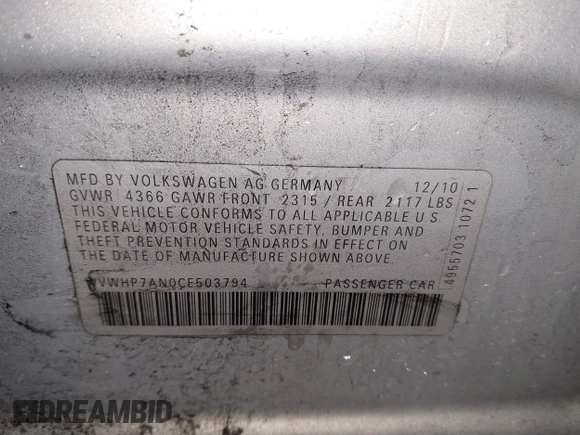 MFD BY VOLKSWAGEN AG GERMANY 12/10
GVWR 4366 GAWR FRONT 2315 / REAR 2117 LBS
THIS VEHICLE CONFORMS TO ALL APPLICABLE U.S.
FEDERAL MOTOR VEHICLE SAFETY, BUMPER AND
THEFT PREVENTION STANDARDS IN EFFECT ON
THE DATE OF MANUFACTURE SHOWN ABOVE.
WVWHP7AN0CE503794 PASSENGER CAR
4955703 1072 1
DREAMBID